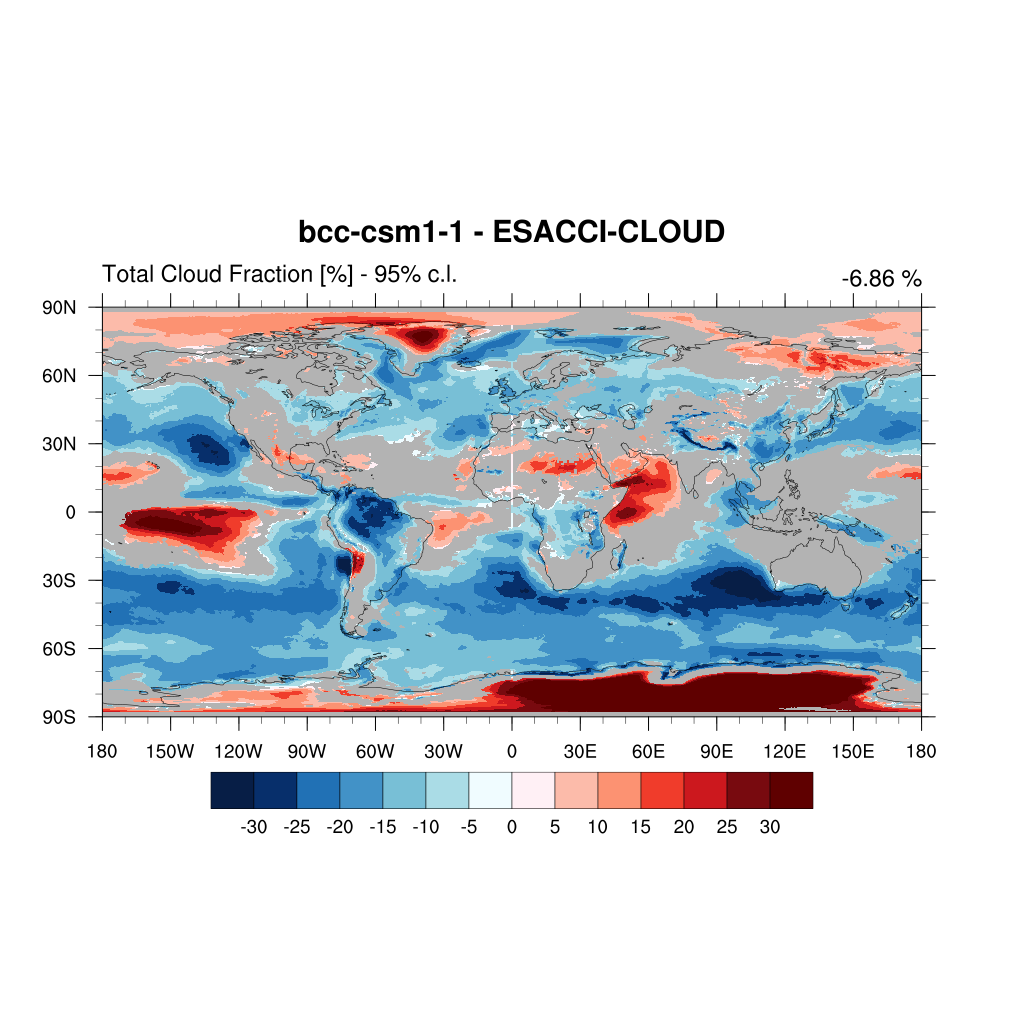 bcc-csm1-1 - ESACCI-CLOUD
Total Cloud Fraction [%] - 95% c.l.
-6.86 %
90N
60N
30N
0
30S
60S
90S
180 150W 120W 90W 60W 30W 0 30E 60E 90E 120E 150E 180
-30 -25 -20 -15 -10 -5 0 5 10 15 20 25 30